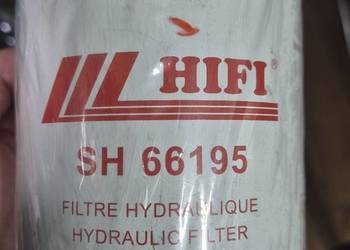 HIFI®
SH 66195
FILTRE HYDRAULIQUE
HYDRAULIC FILTER